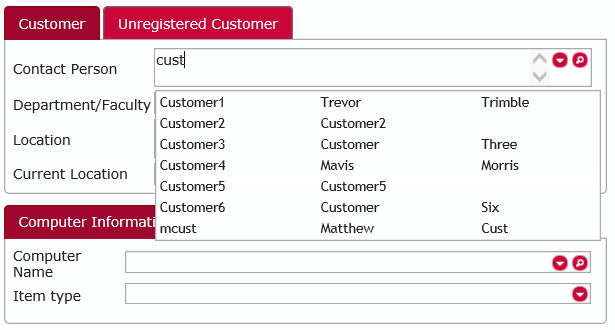 Customer Unregistered Customer
Contact Person cust
Department/Faculty
Location
Current Location
Customer1 Trevor Trimble
Customer2 Customer2
Customer3 Customer Three
Customer4 Mavis Morris
Customer5 Customer5
Customer6 Customer Six
mcust Matthew Cust
Computer Informati
Computer
Name
Item type